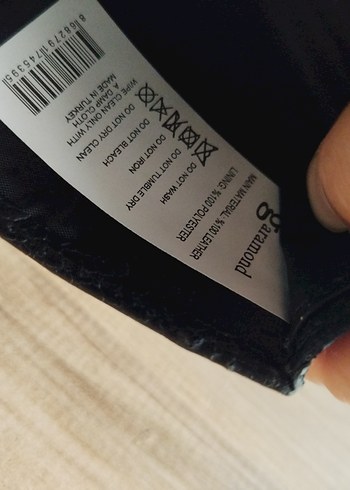 garamond
MAIN MATERIAL: %100 LEATHER
LINING: %100 POLYESTER
DO NOT WASH
DO NOT TUMBLE DRY
DO NOT IRON
DO NOT BLEACH
DO NOT DRY CLEAN
WIPE CLEAN ONLY WITH
A DAMP CLOTH
MADE IN TURKEY